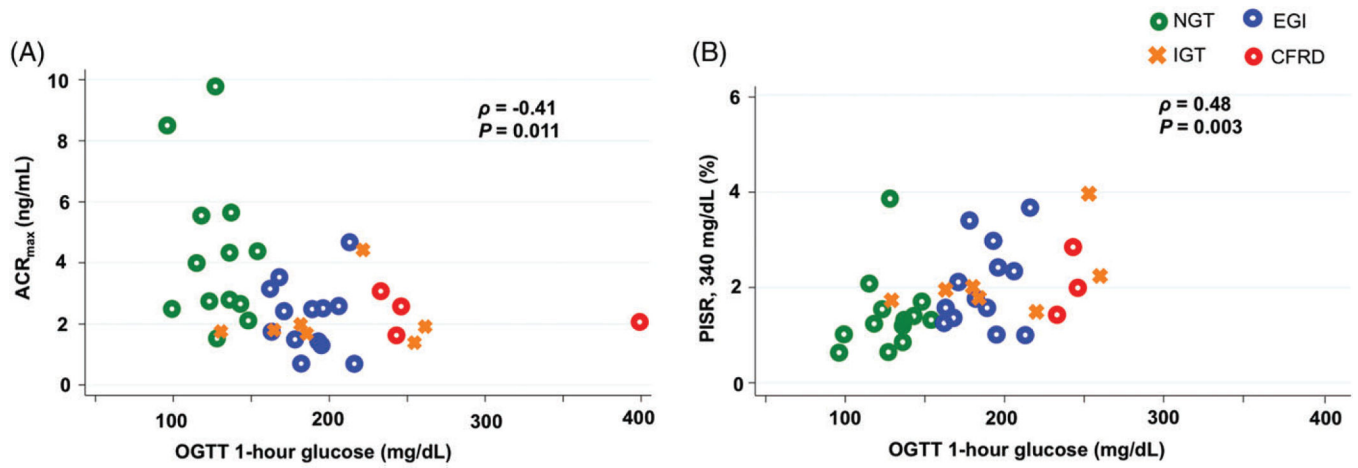 NGT
EGI
IGT
CFRD
(A)
ρ = -0.41
P = 0.011
ACRmax (ng/mL)
10
8
6
4
2
0
100
200
300
400
OGTT 1-hour glucose (mg/dL)
(B)
ρ = 0.48
P = 0.003
PISR, 340 mg/dL (%)
6
4
2
0
100
200
300
400
OGTT 1-hour glucose (mg/dL)